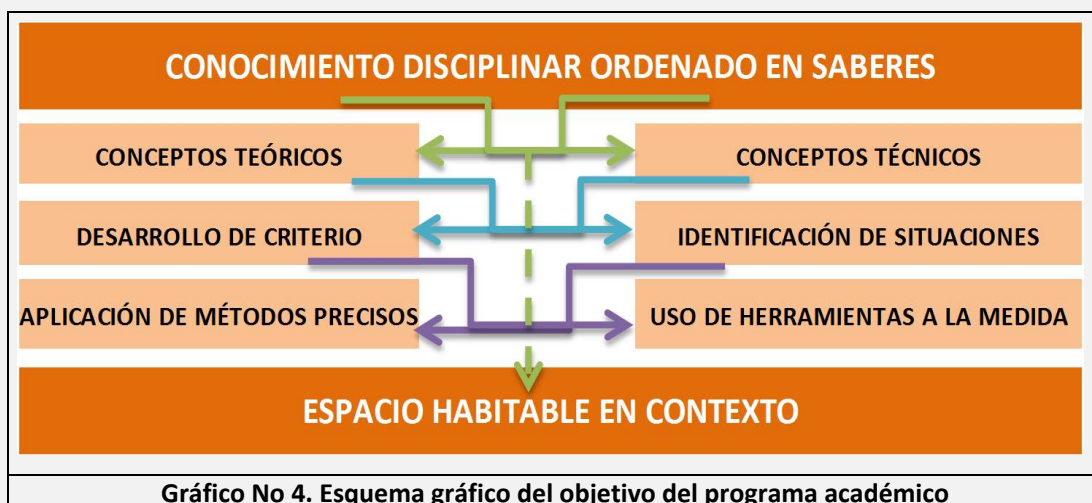 CONOCIMIENTO DISCIPLINAR ORDENADO EN SABERES
CONCEPTOS TEÓRICOS
CONCEPTOS TÉCNICOS
DESARROLLO DE CRITERIO
IDENTIFICACIÓN DE SITUACIONES
APLICACIÓN DE MÉTODOS PRECISOS
USO DE HERRAMIENTAS A LA MEDIDA
ESPACIO HABITABLE EN CONTEXTO
Gráfico No 4. Esquema gráfico del objetivo del programa académico